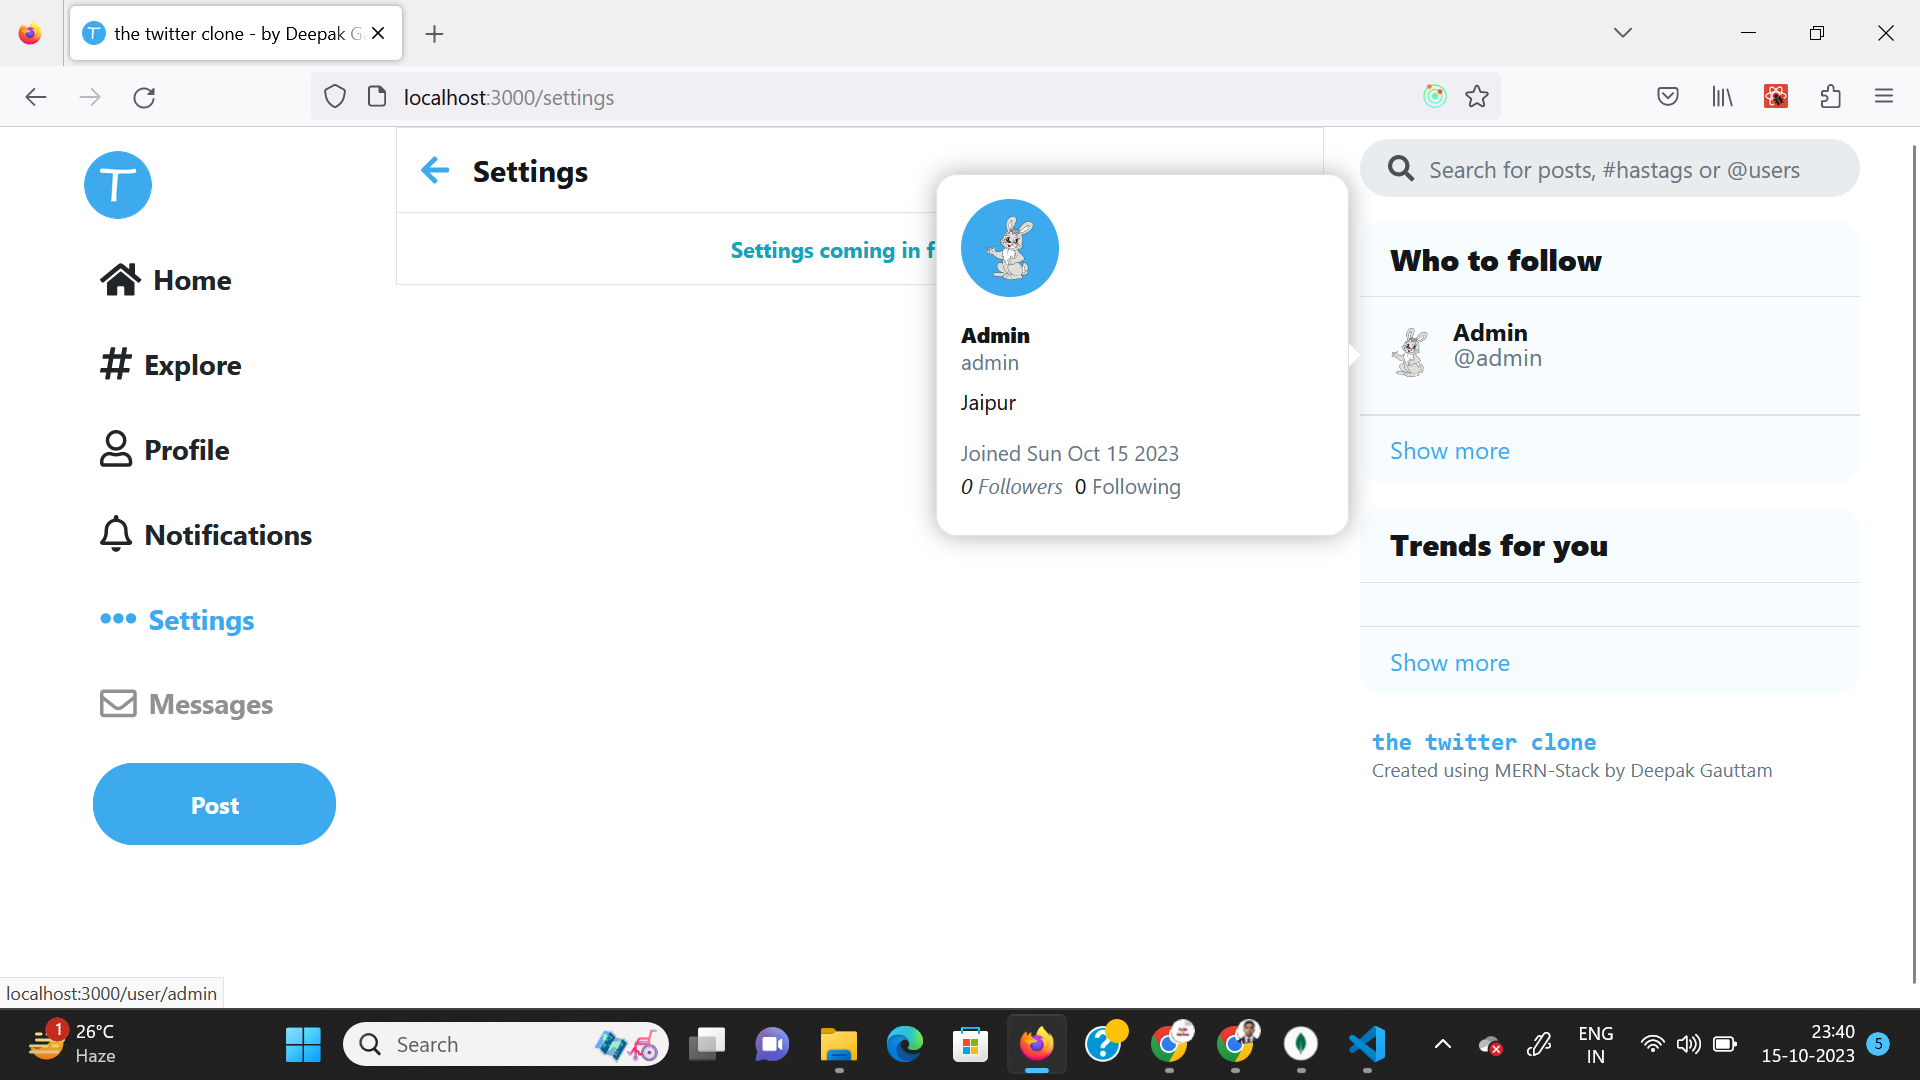 the twitter clone - by Deepak G
localhost:3000/settings
T
Home
Explore
Profile
Notifications
Settings
Messages
Post
Settings
Settings coming in f
Admin
admin
Jaipur
Joined Sun Oct 15 2023
0 Followers 0 Following
Search for posts, #hastags or @users
Who to follow
Admin
@admin
Show more
Trends for you
Show more
the twitter clone
Created using MERN-Stack by Deepak Gauttam
localhost:3000/user/admin
1
26°C
Haze
Search
ENG
IN
23:40
15-10-2023
5